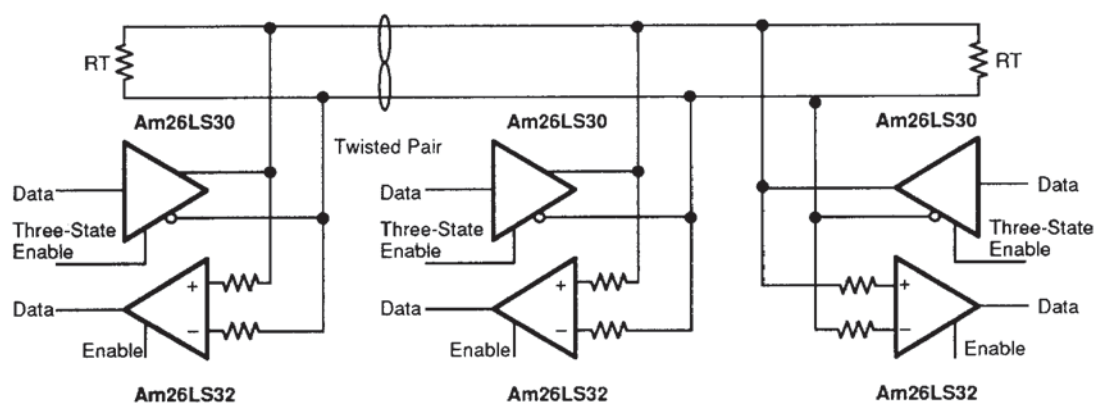 RT
RT
Am26LS30
Am26LS30
Am26LS30
Twisted Pair
Data
Data
Data
Three-State
Enable
Three-State
Enable
Three-State
Enable
+
+
+
Data
Data
Data
−
−
−
Enable
Enable
Enable
Am26LS32
Am26LS32
Am26LS32